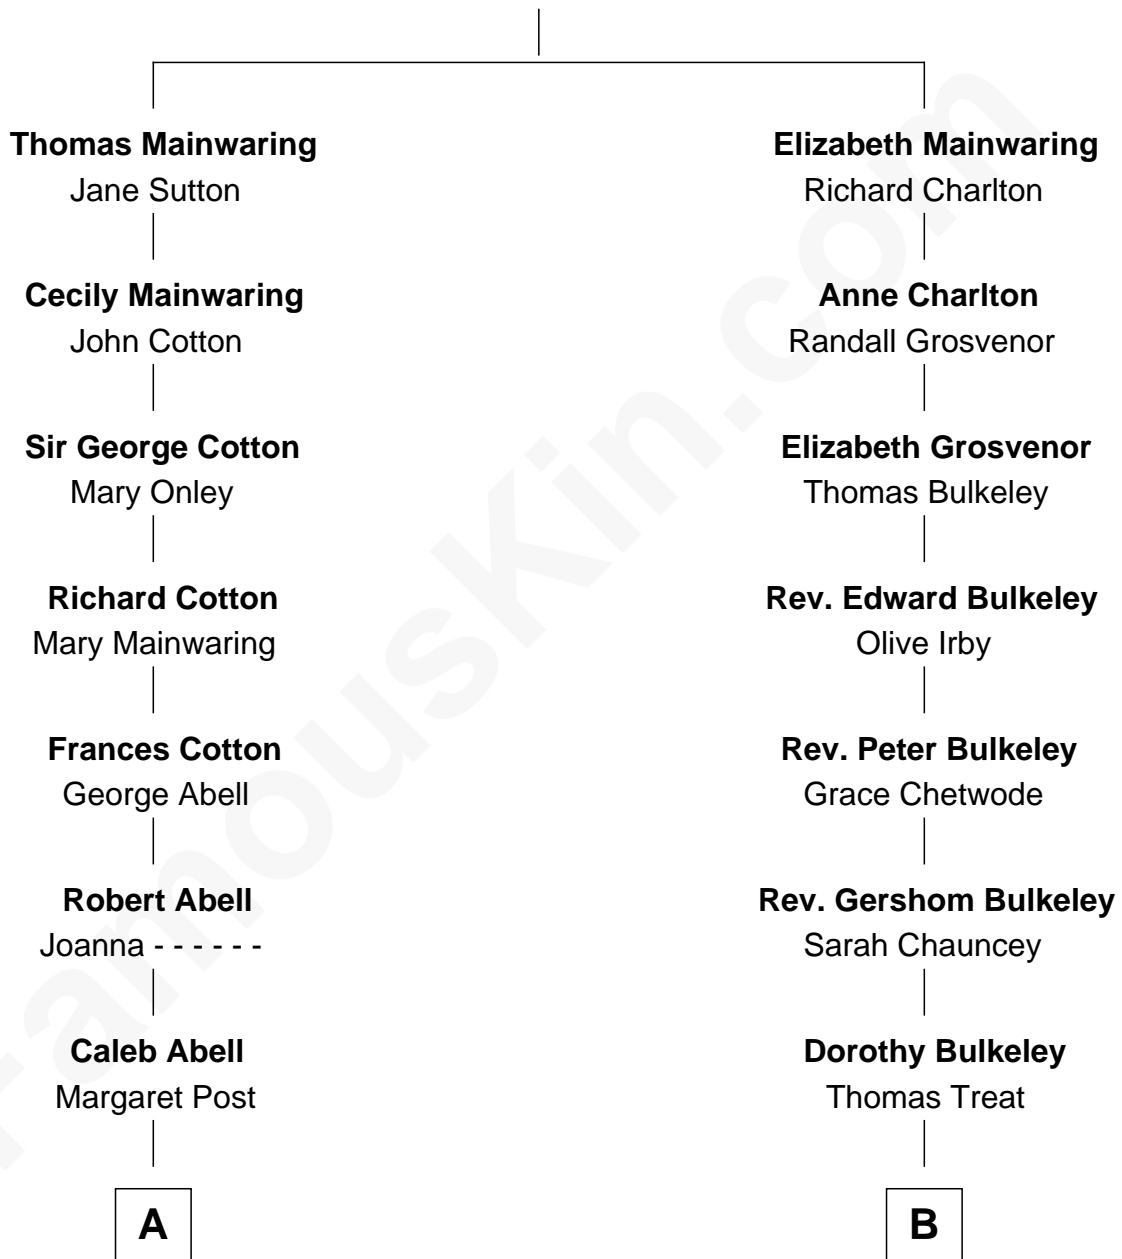 Thomas Mainwaring
Jane Sutton
Cecily Mainwaring
John Cotton
Sir George Cotton
Mary Onley
Richard Cotton
Mary Mainwaring
Frances Cotton
George Abell
Robert Abell
Joanna - - - - - -
Caleb Abell
Margaret Post
A
Elizabeth Mainwaring
Richard Charlton
Anne Charlton
Randall Grosvenor
Elizabeth Grosvenor
Thomas Bulkeley
Rev. Edward Bulkeley
Olive Irby
Rev. Peter Bulkeley
Grace Chetwode
Rev. Gershom Bulkeley
Sarah Chauncey
Dorothy Bulkeley
Thomas Treat
B
FamousKin.com